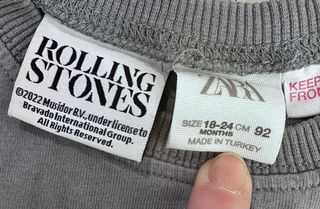 ROLLING
STONES
©2022 Musidor B.V., under license to
Bravado International Group.
All Rights Reserved.
ZARA
SIZE 18-24 CM 92
MONTHS
MADE IN TURKEY
KEEP
FRO